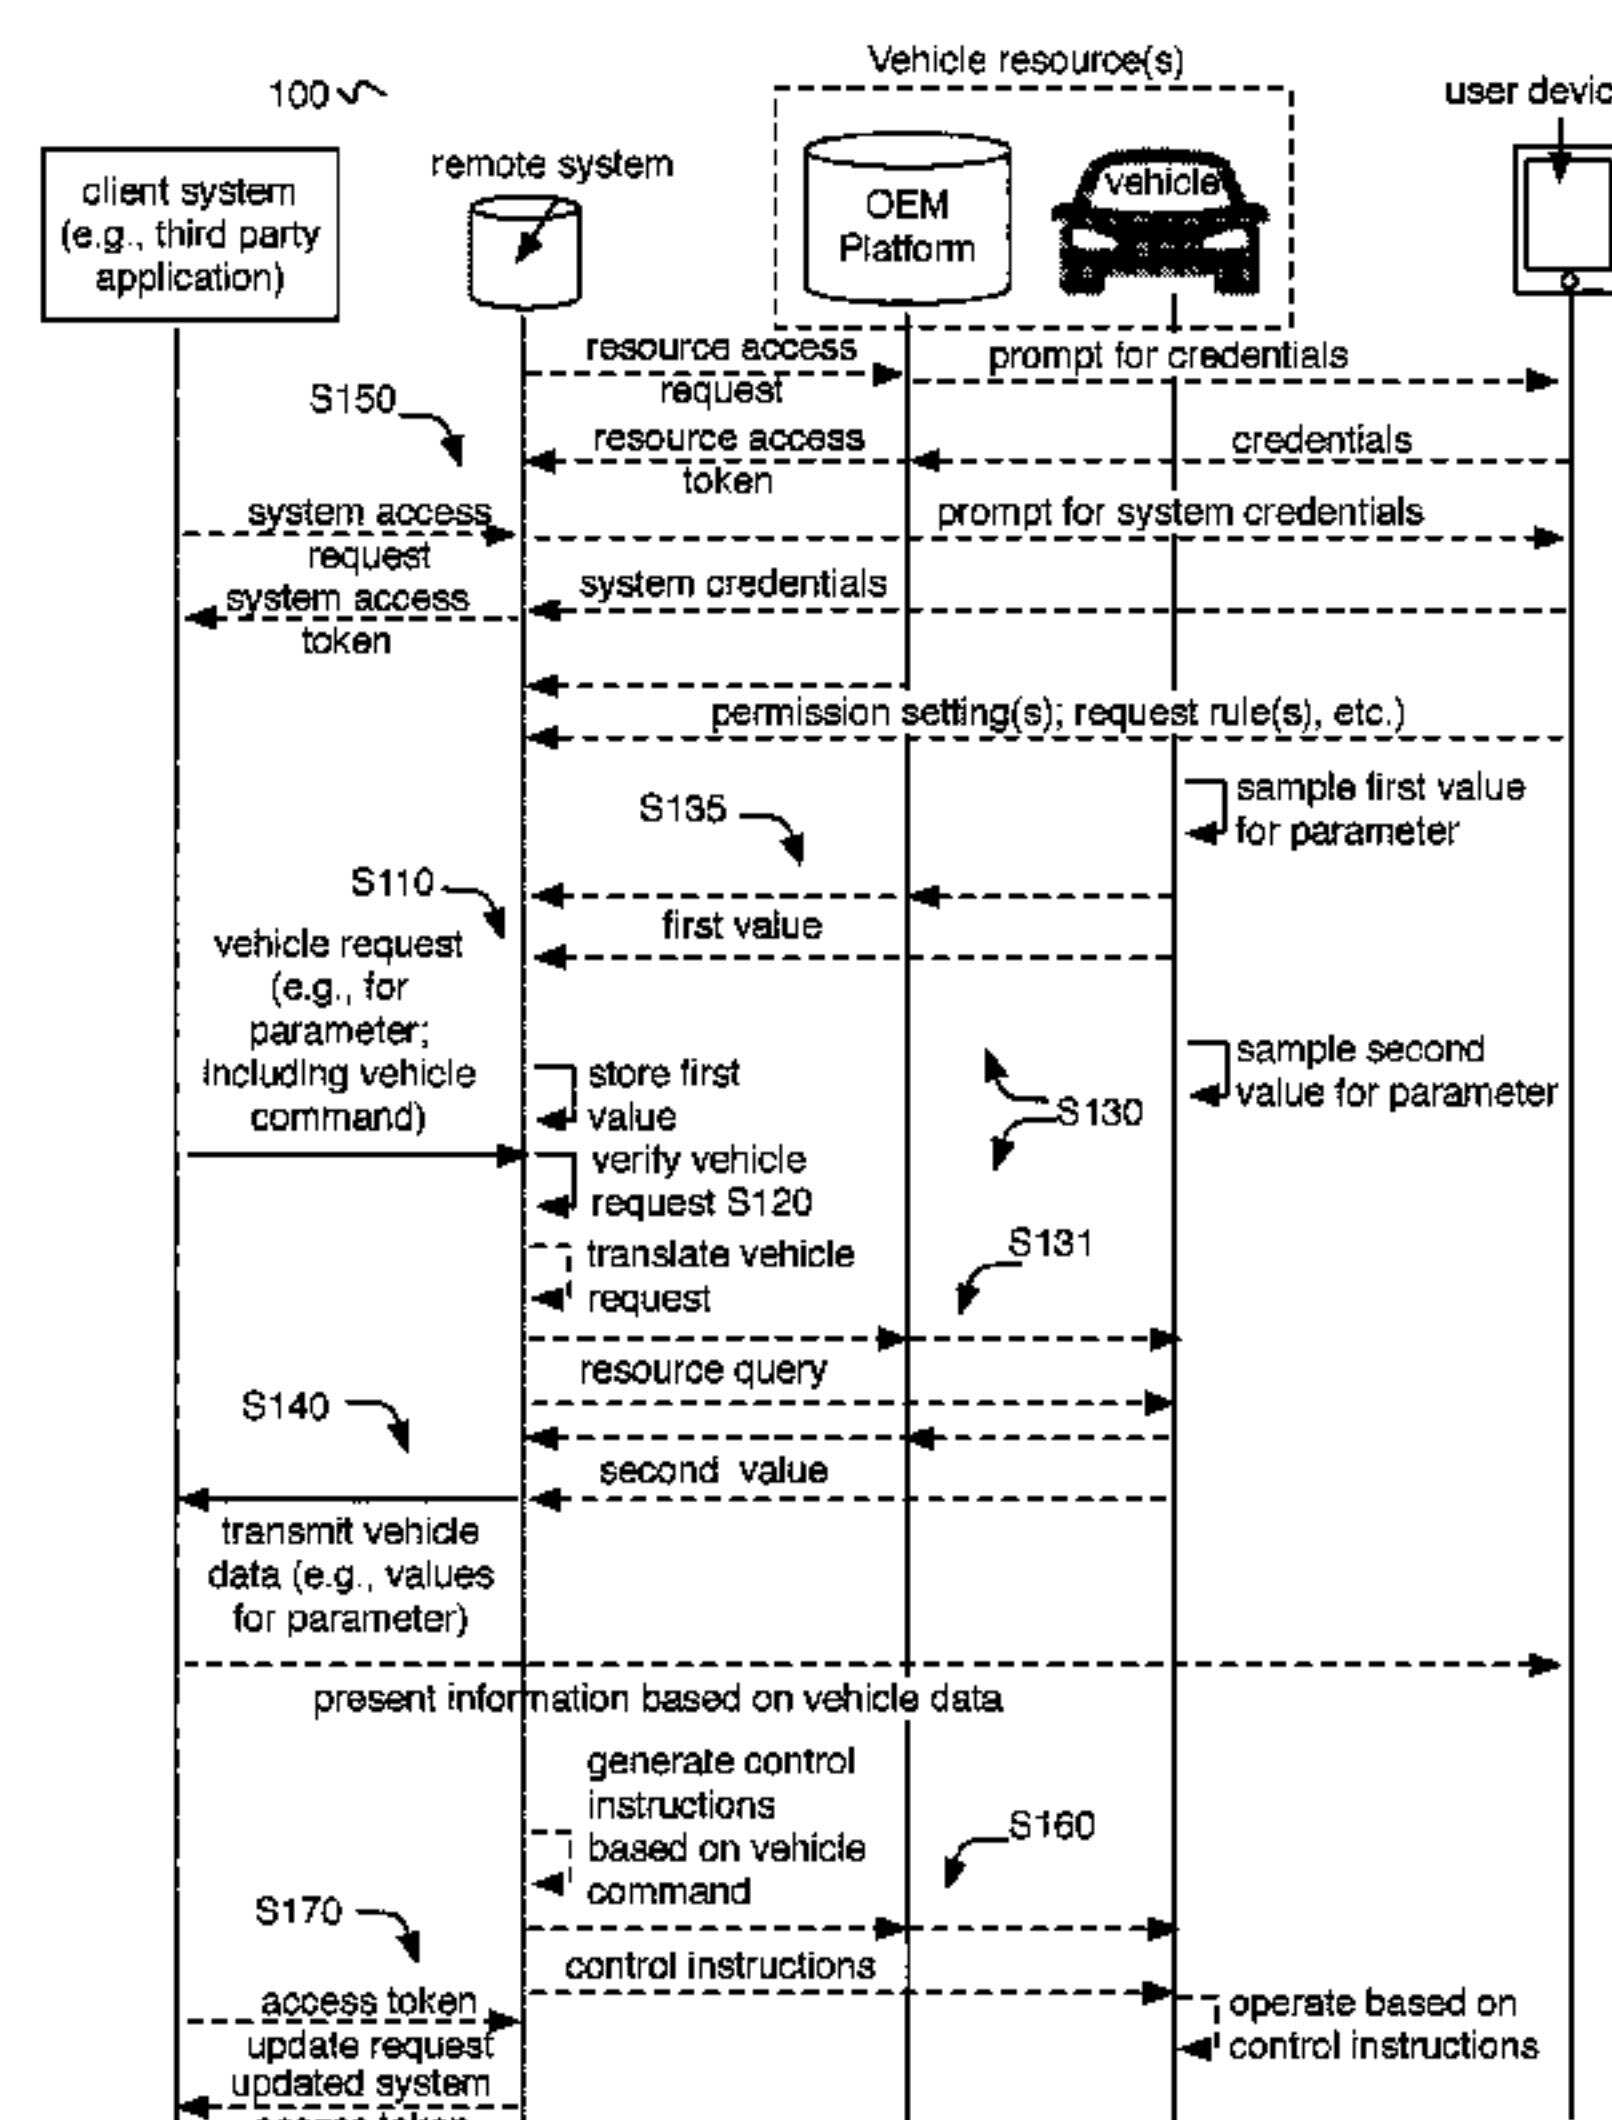 Vehicle resource(s)
100
user devic
remote system
client system
(e.g., third party
application)
OEM
Platform
vehicle
resource access
request
prompt for credentials
S150
resource access
token
credentials
system access
request
prompt for system credentials
system credentials
system access
token
permission setting(s); request rule(s), etc.)
sample first value
for parameter
S135
S110
first value
vehicle request
(e.g., for
parameter;
including vehicle
command)
sample second
value for parameter
store first
value
S130
verify vehicle
request S120
translate vehicle
request
S131
resource query
S140
second value
transmit vehicle
data (e.g., values
for parameter)
present information based on vehicle data
generate control
instructions
based on vehicle
command
S160
S170
control instructions
access token
update request
operate based on
control instructions
updated system
access token